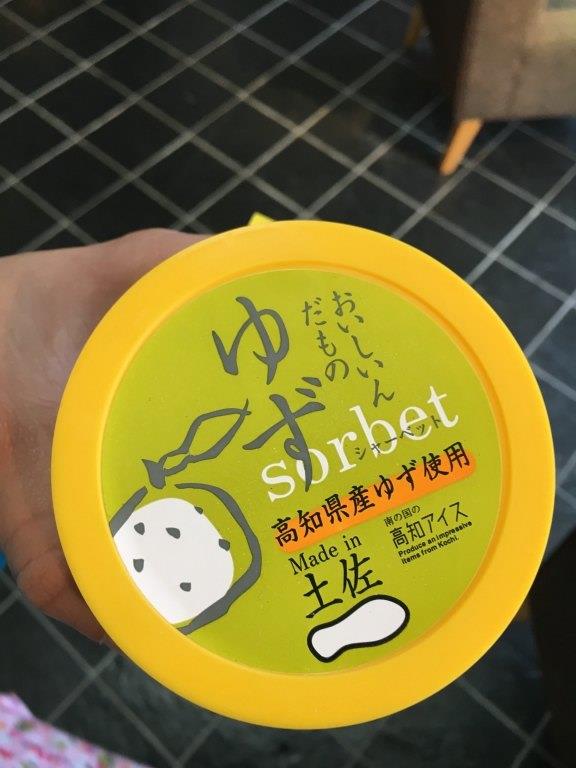 おいしいん
だもの
ゆず
sorbet
シャーベット
高知県産ゆず使用
Made in
土佐
南の国の
高知アイス
Produce an impressive
items from Kochi.